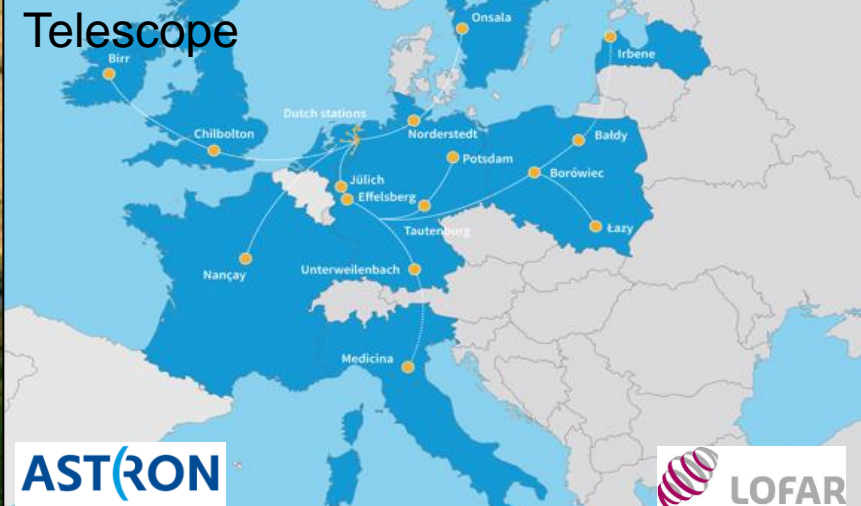 Telescope
Onsala
Birr
Irbene
Dutch stations
Chilbolton
Norderstedt
Bałdy
Potsdam
Borówiec
Jülich
Effelsberg
Tautenburg
Łazy
Nançay
Unterweilenbach
Medicina
ASTRON
LOFAR